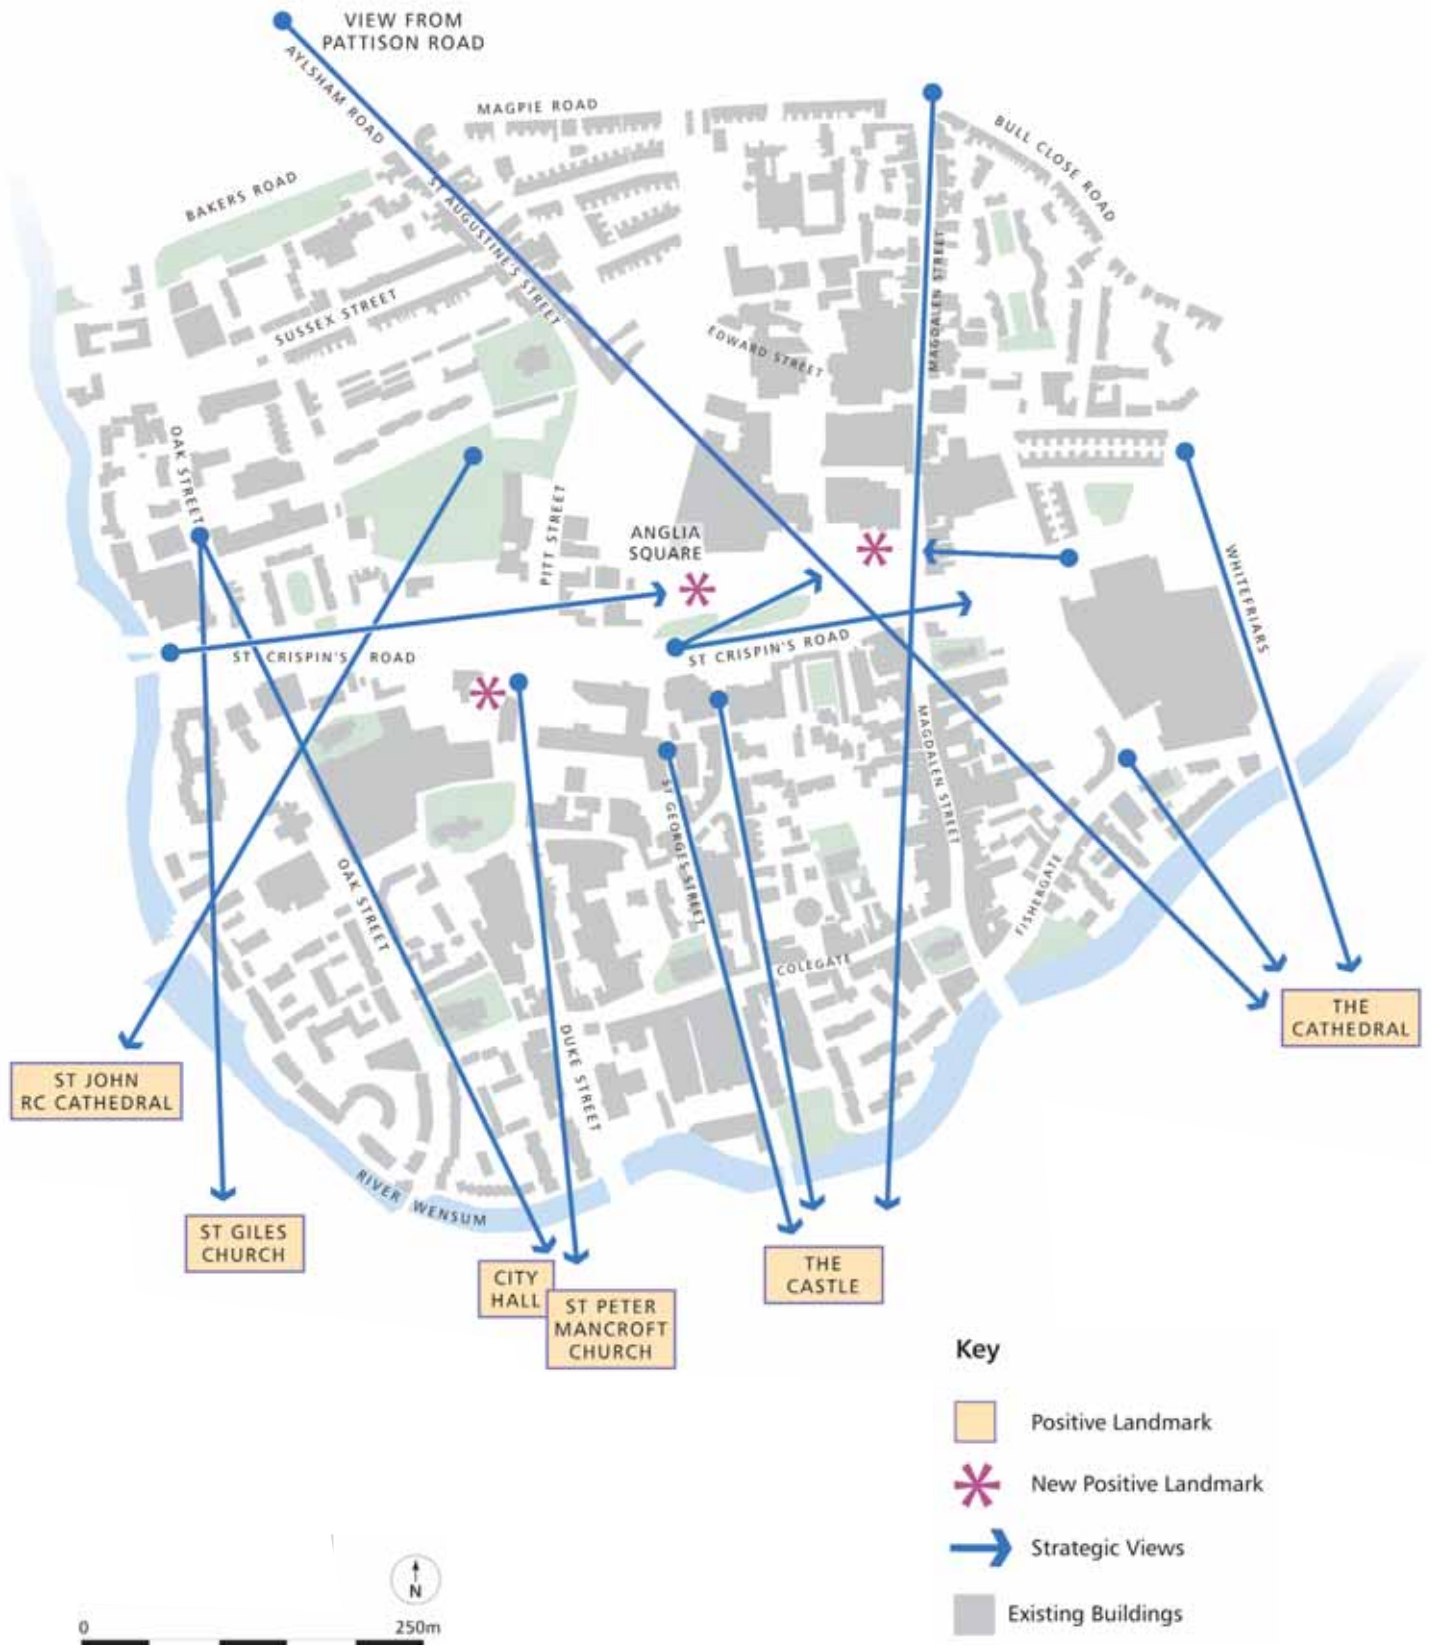 VIEW FROM
PATTISON ROAD
AYLSHAM ROAD
MAGPIE ROAD
BULL CLOSE ROAD
BAKERS ROAD
ST AUGUSTINE'S STREET
SUSSEX STREET
MAGDALEN STREET
EDWARD STREET
OAK STREET
PITT STREET
ANGLIA
SQUARE
WHITEFRIARS
ST CRISPIN'S ROAD
ST CRISPIN'S ROAD
MAGDALEN STREET
ST GEORGES STREET
OAK STREET
FISHERGATE
COLEGATE
DUKE STREET
RIVER WENSUM
THE
CATHEDRAL
ST JOHN
RC CATHEDRAL
ST GILES
CHURCH
CITY
HALL
ST PETER
MANCROFT
CHURCH
THE
CASTLE
Key
Positive Landmark
New Positive Landmark
Strategic Views
Existing Buildings
N
0 250m